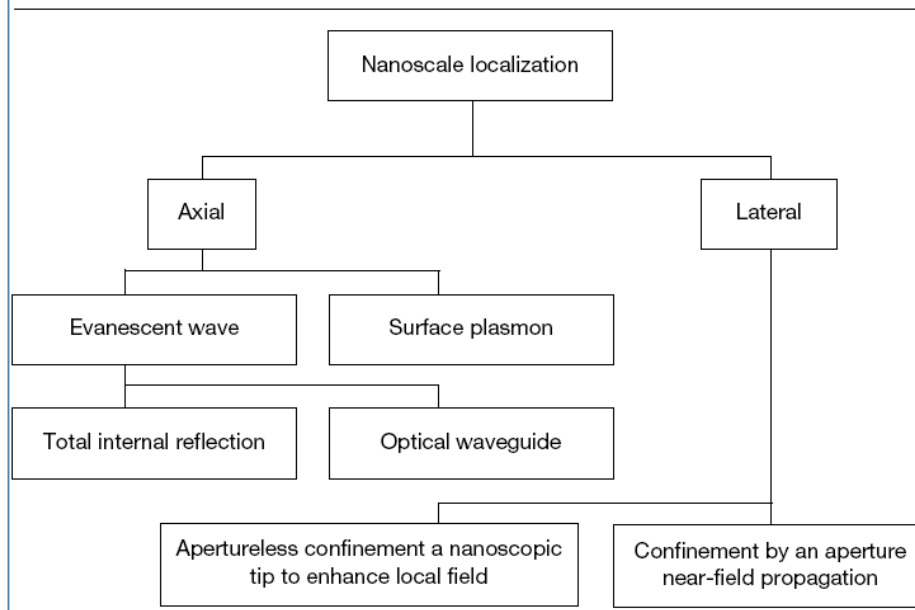 Nanoscale localization
Axial
Lateral
Evanescent wave
Surface plasmon
Total internal reflection
Optical waveguide
Apertureless confinement a nanoscopic
tip to enhance local field
Confinement by an aperture
near-field propagation